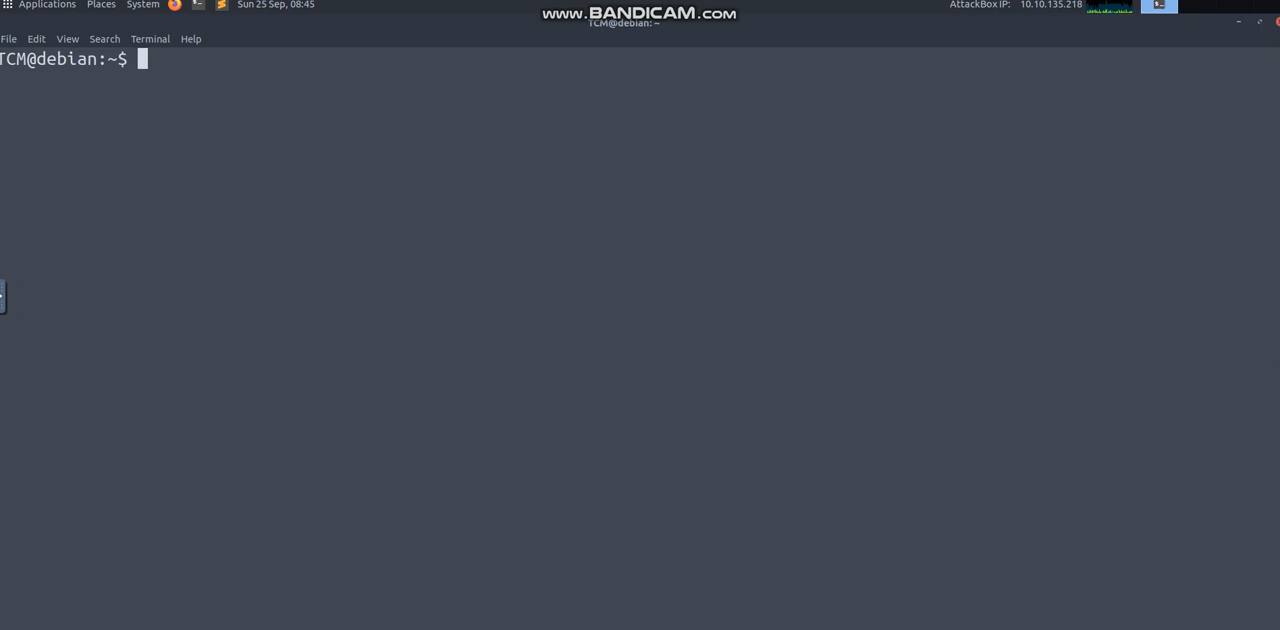 Applications Places System Sun 25 Sep, 08:45 www.BANDICAM.com AttackBox IP: 10.10.135.218
TCM@debian: ~
File Edit View Search Terminal Help
TCM@debian:~$